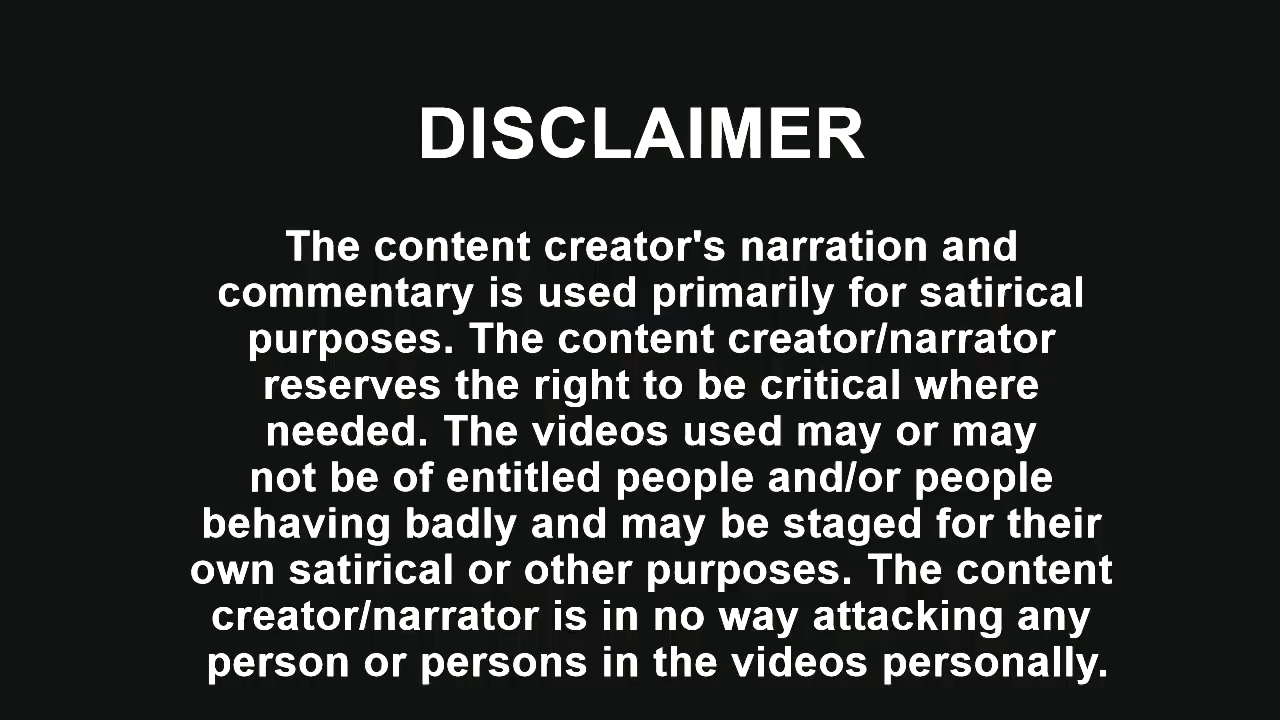 DISCLAIMER
The content creator's narration and
commentary is used primarily for satirical
purposes. The content creator/narrator
reserves the right to be critical where
needed. The videos used may or may
not be of entitled people and/or people
behaving badly and may be staged for their
own satirical or other purposes. The content
creator/narrator is in no way attacking any
person or persons in the videos personally.